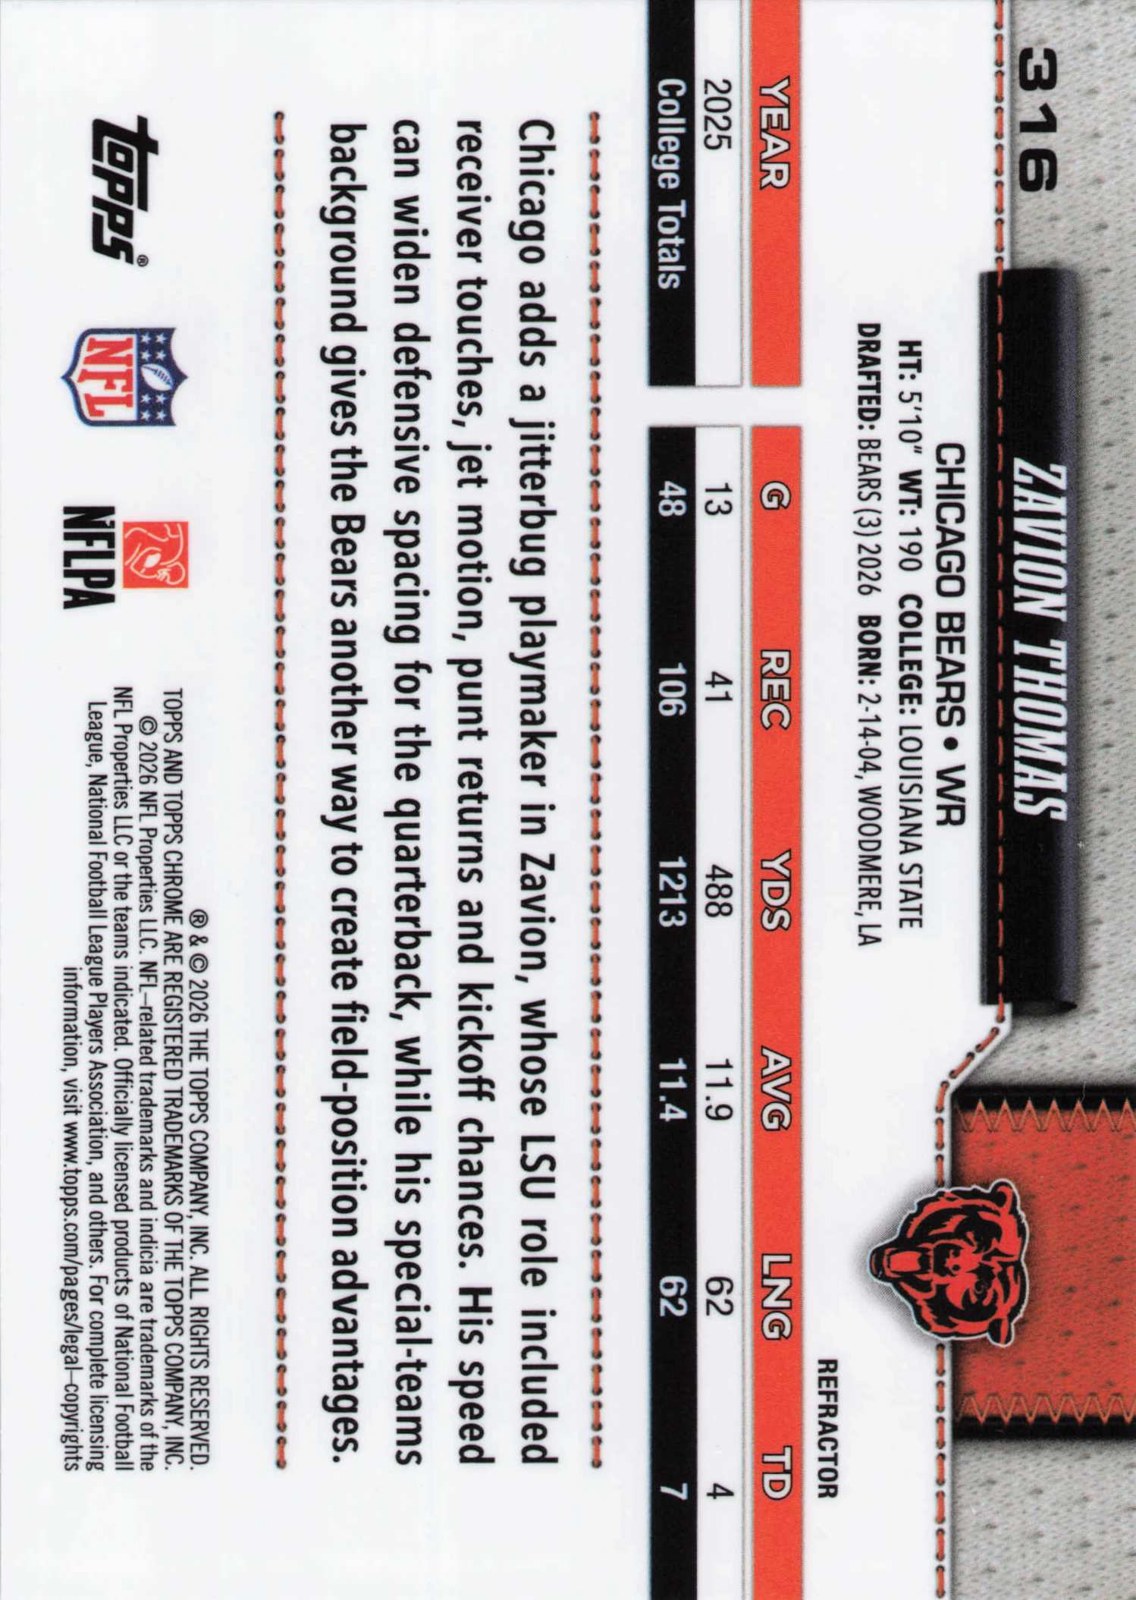 316
ZAVION THOMAS
CHICAGO BEARS • WR
HT: 5'10" WT: 190 COLLEGE: LOUISIANA STATE
DRAFTED: BEARS (3) 2026 BORN: 2-14-04, WOODMERE, LA
REFRACTOR
YEAR G REC YDS AVG LNG TD
2025 13 41 488 11.9 62 4
College Totals 48 106 1213 11.4 62 7
Chicago adds a jitterbug playmaker in Zavion, whose LSU role included
receiver touches, jet motion, punt returns and kickoff chances. His speed
can widen defensive spacing for the quarterback, while his special-teams
background gives the Bears another way to create field-position advantages.
topps®
NFL
NFLPA
® & © 2026 THE TOPPS COMPANY, INC. ALL RIGHTS RESERVED.
TOPPS AND TOPPS CHROME ARE REGISTERED TRADEMARKS OF THE TOPPS COMPANY, INC.
© 2026 NFL Properties LLC. NFL-related trademarks and indicia are trademarks of the
NFL Properties LLC or the teams indicated. Officially licensed products of National Football
League, National Football League Players Association, and others. For complete licensing
information, visit www.topps.com/pages/legal-copyrights